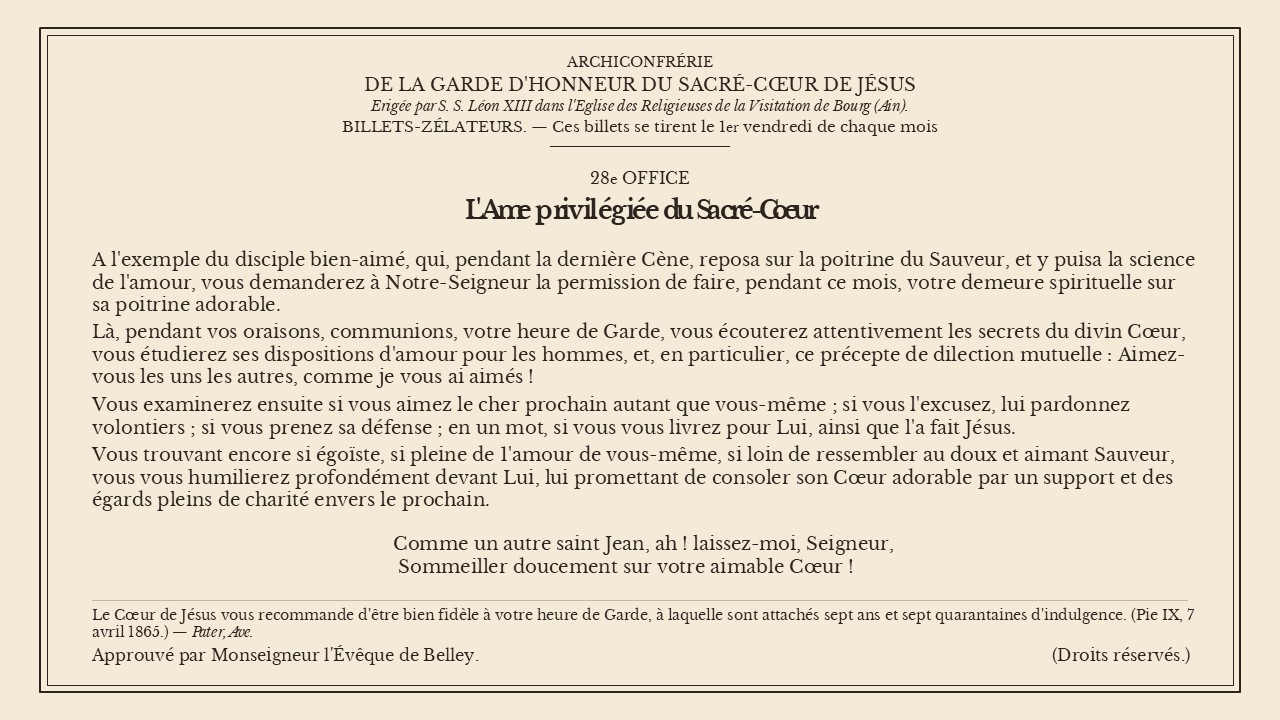 ARCHICONFRÉRIE
DE LA GARDE D'HONNEUR DU SACRÉ-CŒUR DE JÉSUS
Erigée par S. S. Léon XIII dans l'Eglise des Religieuses de la Visitation de Bourg (Ain).
BILLETS-ZÉLATEURS. — Ces billets se tirent le 1er vendredi de chaque mois
28e OFFICE
L'Ame privilégiée du Sacré-Cœur
A l'exemple du disciple bien-aimé, qui, pendant la dernière Cène, reposa sur la poitrine du Sauveur, et y puisa la science
de l'amour, vous demanderez à Notre-Seigneur la permission de faire, pendant ce mois, votre demeure spirituelle sur
sa poitrine adorable.
Là, pendant vos oraisons, communions, votre heure de Garde, vous écouterez attentivement les secrets du divin Cœur,
vous étudierez ses dispositions d'amour pour les hommes, et, en particulier, ce précepte de dilection mutuelle : Aimez-
vous les uns les autres, comme je vous ai aimés !
Vous examinerez ensuite si vous aimez le cher prochain autant que vous-même ; si vous l'excusez, lui pardonnez
volontiers ; si vous prenez sa défense ; en un mot, si vous vous livrez pour Lui, ainsi que l'a fait Jésus.
Vous trouvant encore si égoïste, si pleine de l'amour de vous-même, si loin de ressembler au doux et aimant Sauveur,
vous vous humilierez profondément devant Lui, lui promettant de consoler son Cœur adorable par un support et des
égards pleins de charité envers le prochain.
Comme un autre saint Jean, ah ! laissez-moi, Seigneur,
Sommeiller doucement sur votre aimable Cœur !
Le Cœur de Jésus vous recommande d'être bien fidèle à votre heure de Garde, à laquelle sont attachés sept ans et sept quarantaines d'indulgence. (Pie IX, 7
avril 1865.) — Pater, Ave.
Approuvé par Monseigneur l'Évêque de Belley. (Droits réservés.)